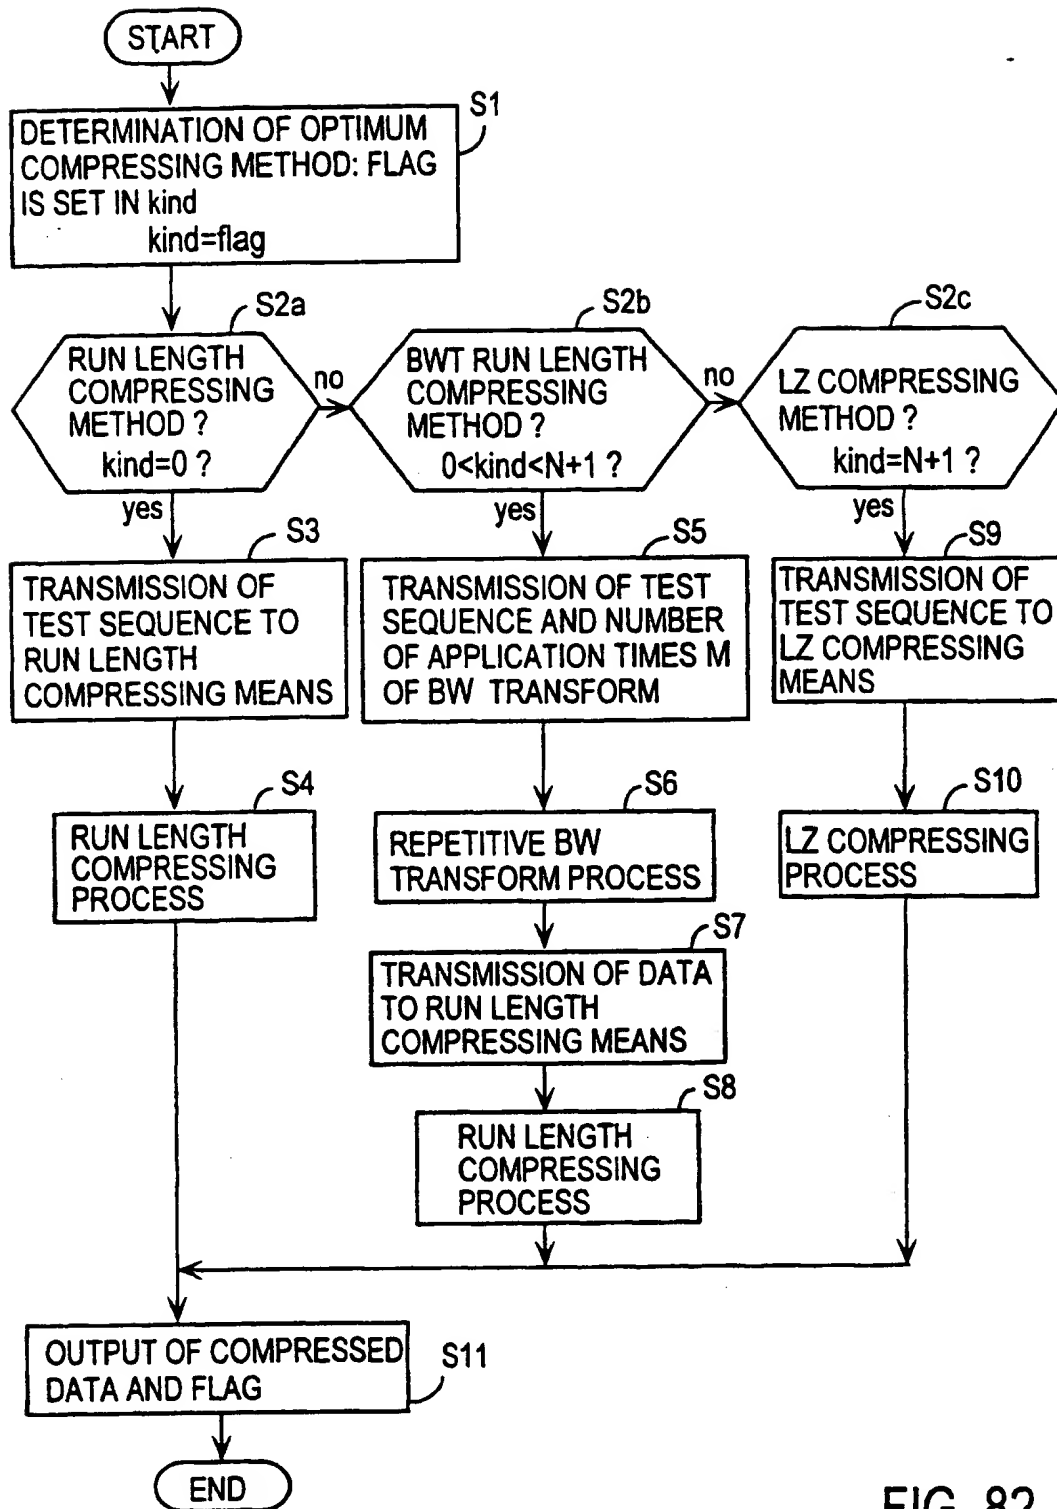 START
S1
DETERMINATION OF OPTIMUM
COMPRESSING METHOD: FLAG
IS SET IN kind
kind=flag
S2a
RUN LENGTH
COMPRESSING
METHOD ?
kind=0 ?
no
yes
S2b
BWT RUN LENGTH
COMPRESSING
METHOD ?
0<kind<N+1 ?
no
yes
S2c
LZ COMPRESSING
METHOD ?
kind=N+1 ?
yes
S3
TRANSMISSION OF
TEST SEQUENCE TO
RUN LENGTH
COMPRESSING MEANS
S5
TRANSMISSION OF TEST
SEQUENCE AND NUMBER
OF APPLICATION TIMES M
OF BW TRANSFORM
S9
TRANSMISSION OF
TEST SEQUENCE TO
LZ COMPRESSING
MEANS
S4
RUN LENGTH
COMPRESSING
PROCESS
S6
REPETITIVE BW
TRANSFORM PROCESS
S10
LZ COMPRESSING
PROCESS
S7
TRANSMISSION OF DATA
TO RUN LENGTH
COMPRESSING MEANS
S8
RUN LENGTH
COMPRESSING
PROCESS
OUTPUT OF COMPRESSED
DATA AND FLAG
S11
END
FIG. 82